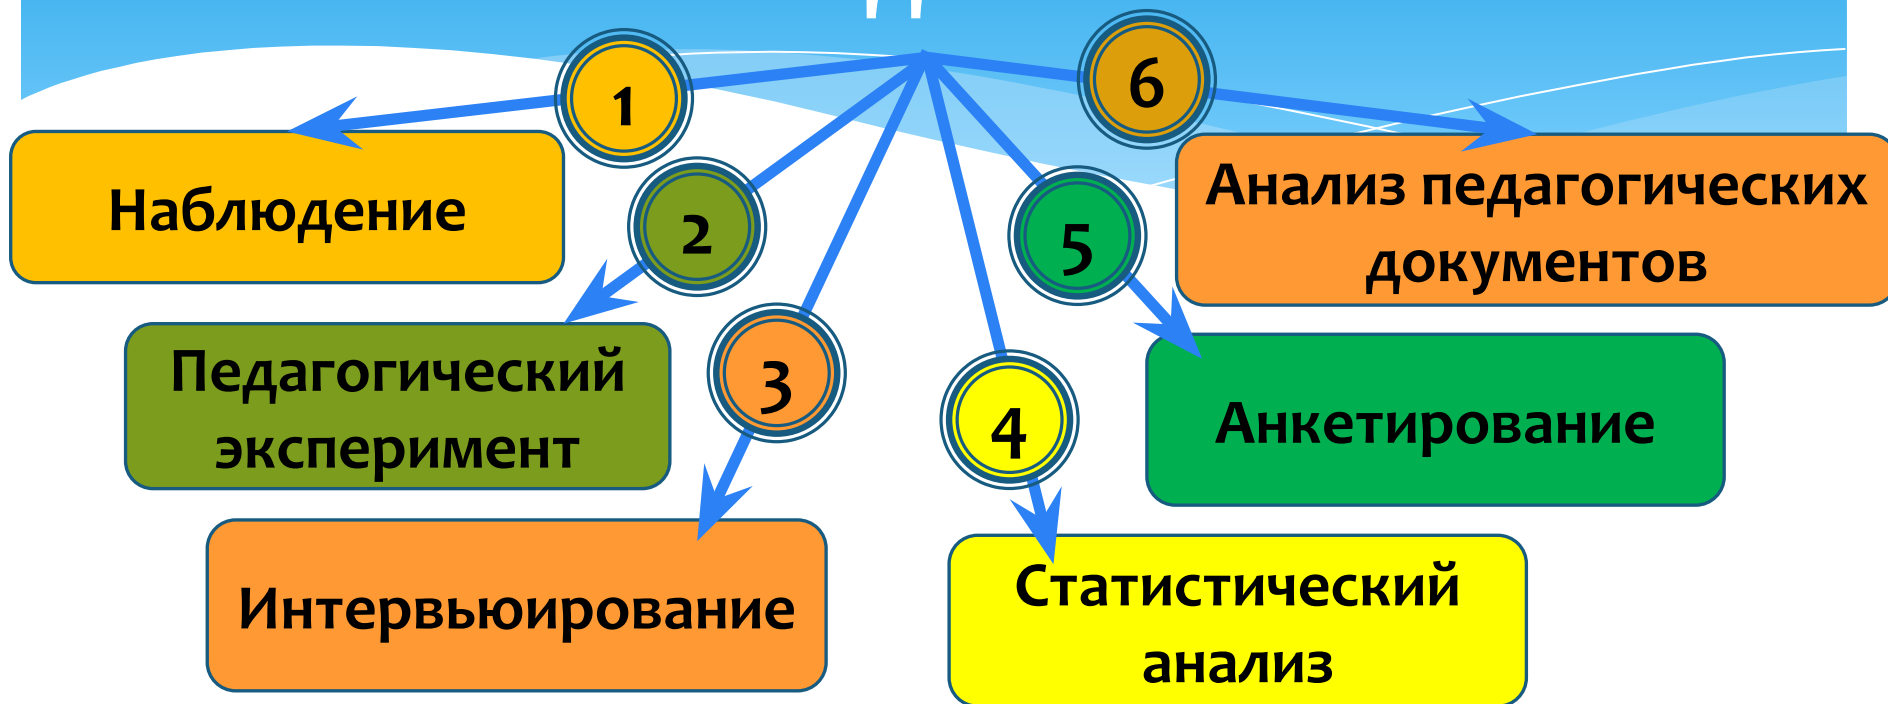 1
Наблюдение
2
Педагогический
эксперимент
3
Интервьюирование
4
Статистический
анализ
5
Анкетирование
6
Анализ педагогических
документов